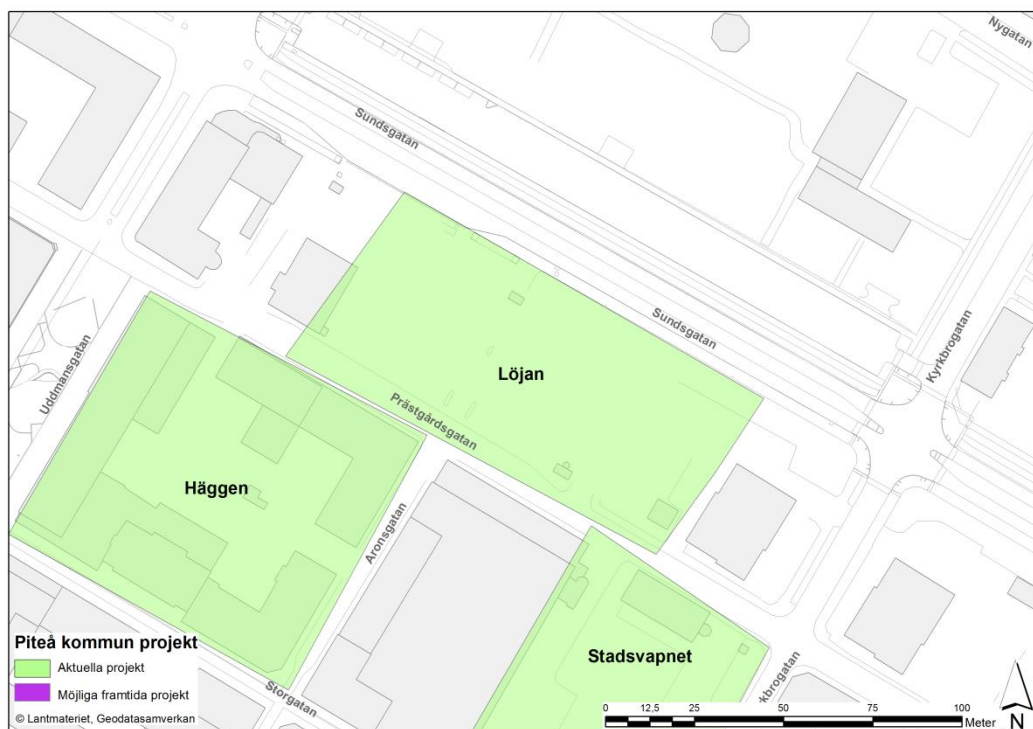 Nygatan
Sundsgatan
Sundsgatan
Kyrkbrogatan
Uddmansgatan
Löjan
Prästgårdsgatan
Häggen
Aronsgatan
Stadsvapnet
Storgatan
kbrogatan
Piteå kommun projekt
Aktuella projekt
Möjliga framtida projekt
© Lantmateriet, Geodatasamverkan
0 12,5 25 50 75 100
Meter
N